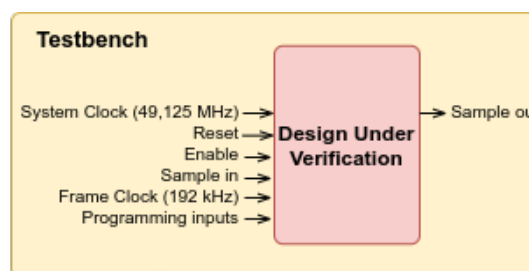 Testbench
System Clock (49,125 MHz)
Reset
Enable
Sample in
Frame Clock (192 kHz)
Programming inputs
Design Under
Verification
Sample ou